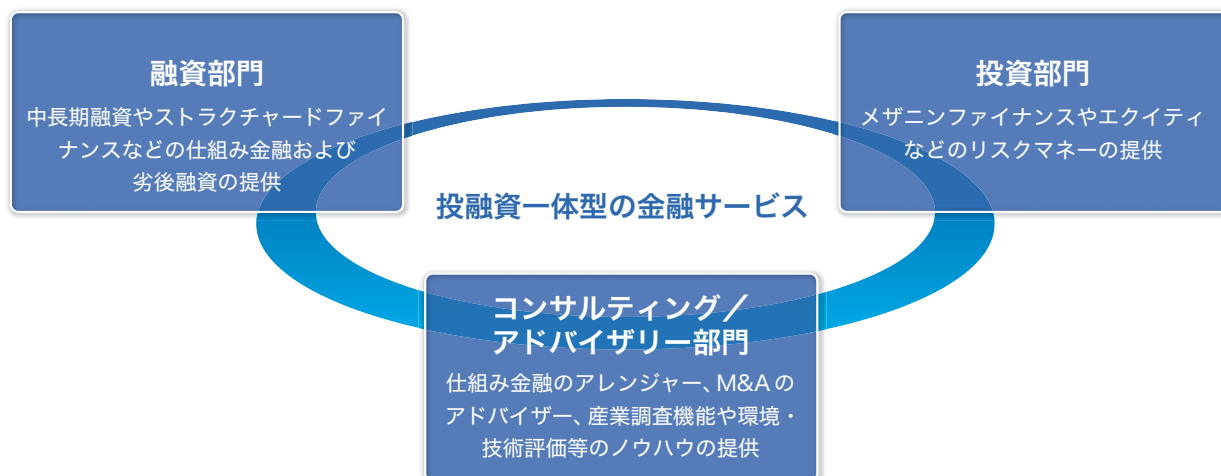 融資部門
中長期融資やストラクチャードファイ
ナンスなどの仕組み金融および
劣後融資の提供
投資部門
メザニンファイナンスやエクイティ
などのリスクマネーの提供
投融資一体型の金融サービス
コンサルティング／
アドバイザリー部門
仕組み金融のアレンジャー、M&Aの
アドバイザー、産業調査機能や環境・
技術評価等のノウハウの提供